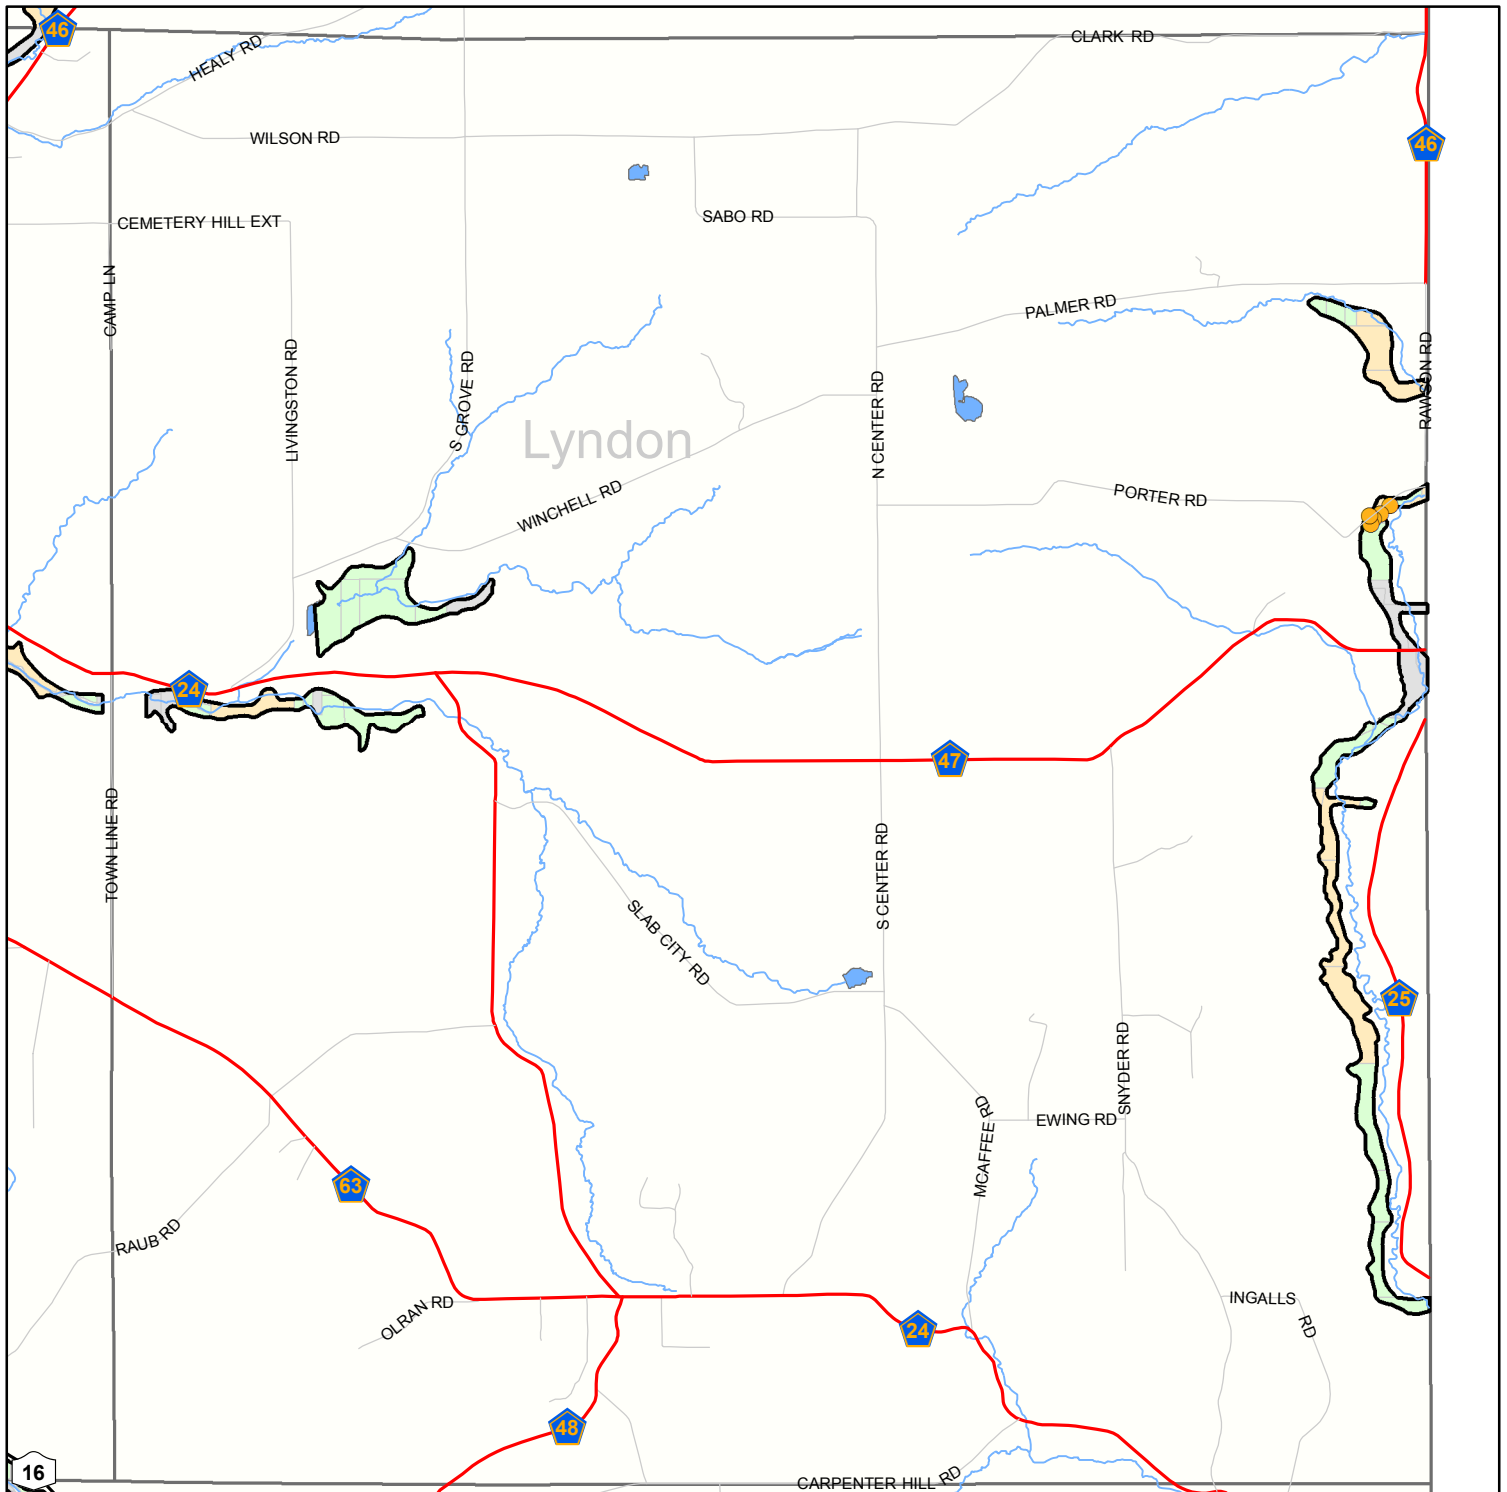 46
HEALY RD
CLARK RD
WILSON RD
46
SABO RD
CEMETERY HILL EXT
CAMP LN
PALMER RD
LIVINGSTON RD
S GROVE RD
RAWSON RD
N CENTER RD
Lyndon
WINCHELL RD
PORTER RD
24
47
TOWN LINE RD
S CENTER RD
SLAB CITY RD
25
SNYDER RD
MCAFFEE RD
EWING RD
63
RAUB RD
OLRAN RD
INGALLS RD
24
48
16
CARPENTER HILL RD